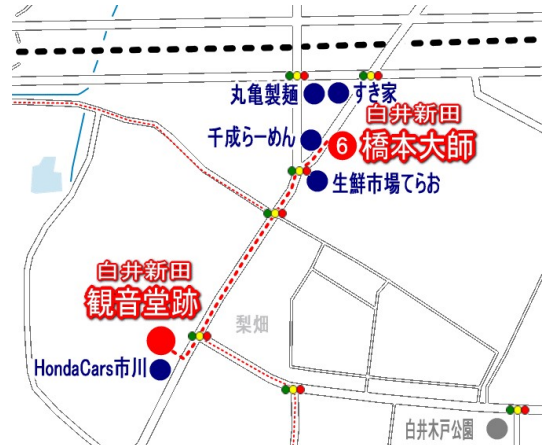 丸亀製麺
すき家
白井新田
千成らーめん
6 橋本大師
生鮮市場てらお
白井新田
観音堂跡
梨畑
HondaCars市川
白井木戸公園